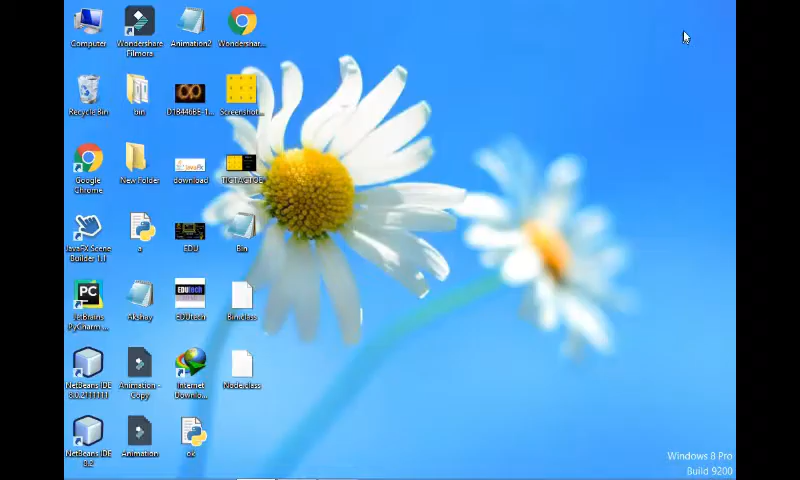 Computer
Wondershare
Filmora
Animation2
Wondershar...
Recycle Bin
bin
Screenshot...
Google
Chrome
New Folder
download
TICTACTOE
JavaFX Scene
Builder 1.1
a
EDU
Bin
PC
JetBrains
PyCharm ...
Akshay
EDUtech
EDUtech
Bin.class
NetBeans IDE
Animation -
Copy
Internet
Downlo...
Node.class
NetBeans IDE
8.2
Animation
ok
Windows 8 Pro
Build 9200